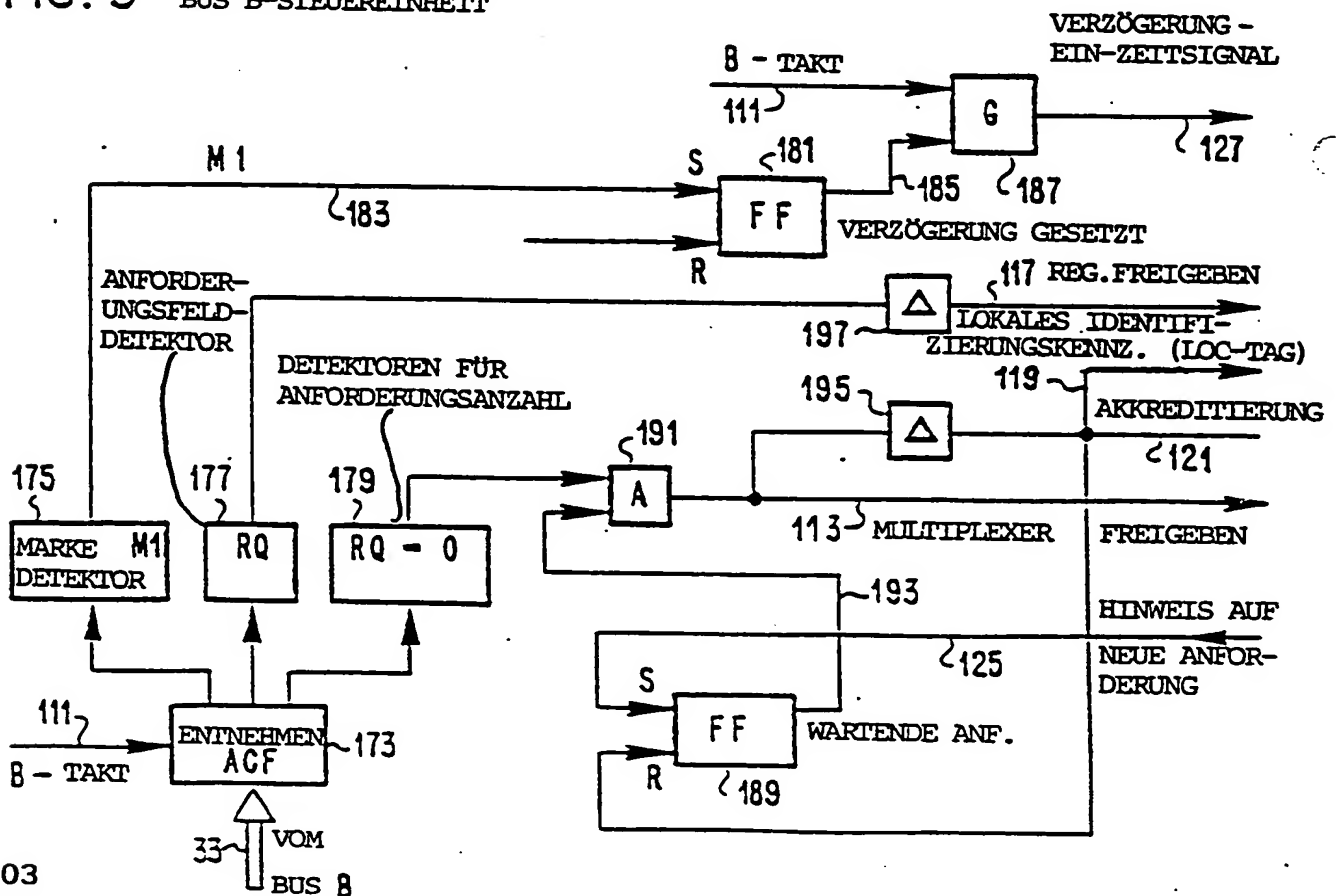 FIG. 9 BUS B-STEUEREINHEIT
VERZÖGERUNG-
EIN-ZEITSIGNAL
B - TAKT
111
G
127
187
M1
183
S
181
FF
R
185
VERZÖGERUNG GESETZT
ANFORDER-
UNGSFELD-
DETEKTOR
117 REG.FREIGEBEN
Δ
197
LOKALES IDENTIFI-
ZIERUNGSKENNZ. (LOC-TAG)
119
DETEKTOREN FÜR
ANFORDERUNGSANZAHL
195
Δ
AKKREDITIERUNG
121
191
A
113
MULTIPLEXER
FREIGEBEN
175
MARKE M1
DETEKTOR
177
RQ
179
RQ = 0
193
HINWEIS AUF
NEUE ANFOR-
DERUNG
125
S
FF
R
189
WARTENDE ANF.
111
B - TAKT
ENTNEHMEN
ACF
173
33
VOM
BUS B
03